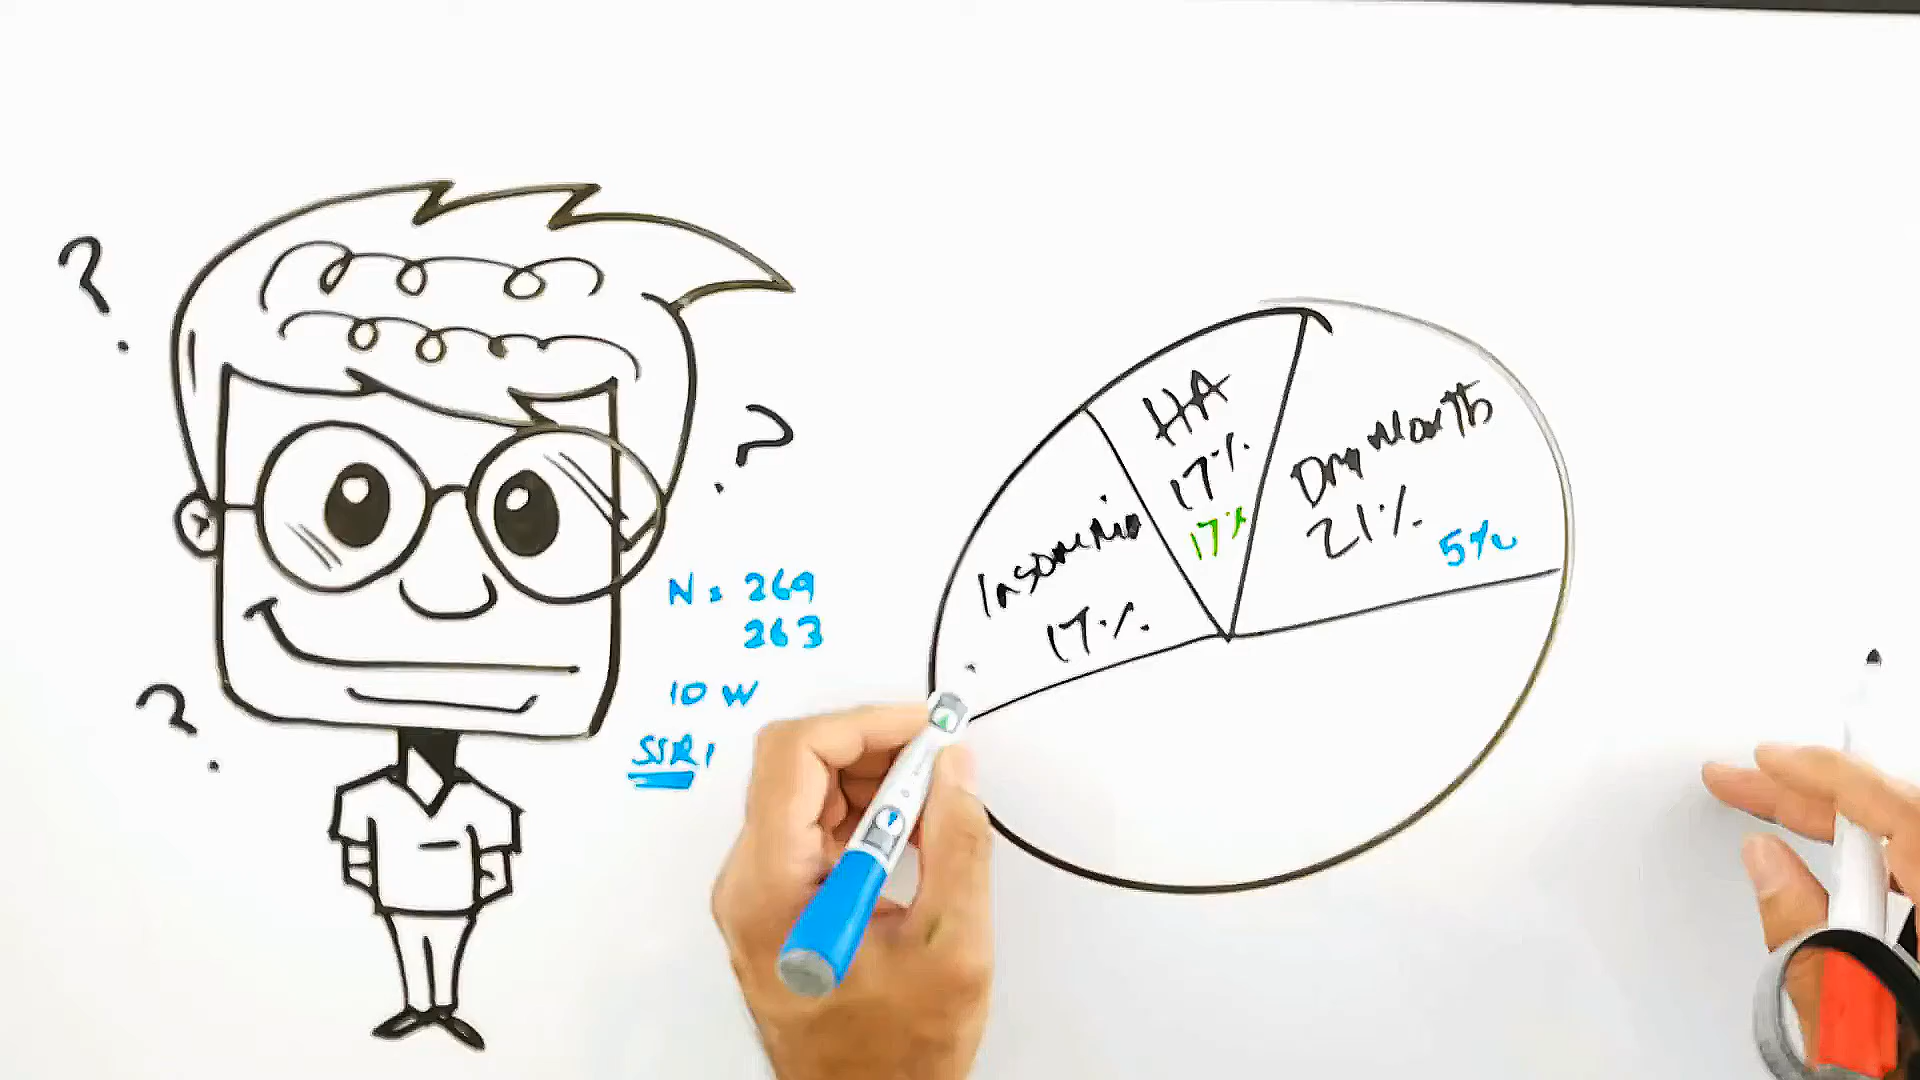 ?
?
?
N = 269
263
10 W
SSRI
Insomnia
17%
HA
17%
17%
Dry Mouth
21%
5%